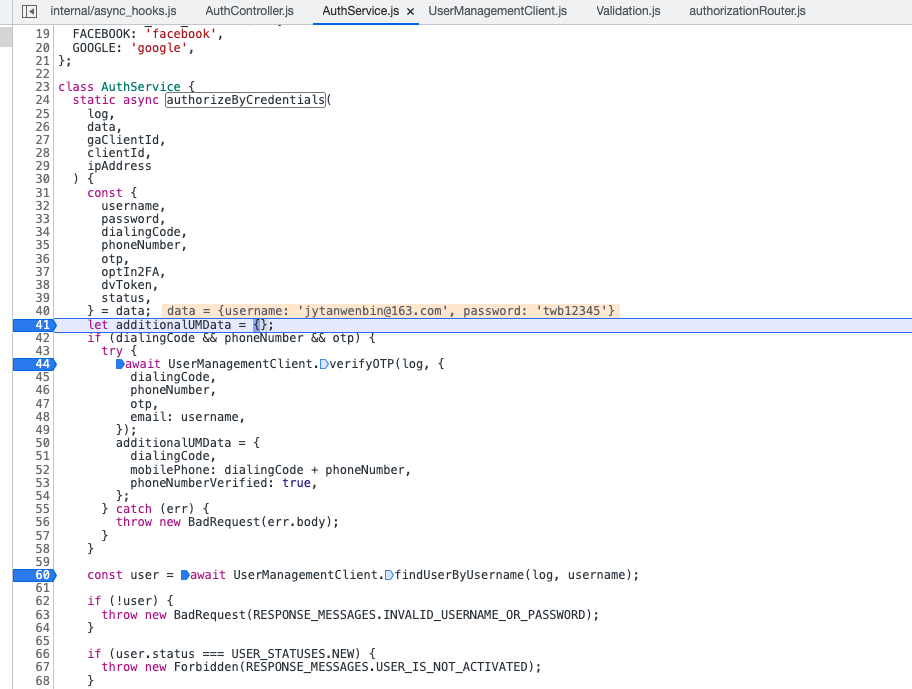 internal/async_hooks.js AuthController.js AuthService.js × UserManagementClient.js Validation.js authorizationRouter.js
19 FACEBOOK: 'facebook',
20 GOOGLE: 'google',
21 };
22
23 class AuthService {
24 static async authorizeByCredentials(
25 log,
26 data,
27 gaClientId,
28 clientId,
29 ipAddress
30 ) {
31 const {
32 username,
33 password,
34 dialingCode,
35 phoneNumber,
36 otp,
37 optIn2FA,
38 dvToken,
39 status,
40 } = data; data = {username: 'jytanwenbin@163.com', password: 'twb12345'}
41 let additionalUMData = {};
42 if (dialingCode && phoneNumber && otp) {
43 try {
44 await UserManagementClient.verifyOTP(log, {
45 dialingCode,
46 phoneNumber,
47 otp,
48 email: username,
49 });
50 additionalUMData = {
51 dialingCode,
52 mobilePhone: dialingCode + phoneNumber,
53 phoneNumberVerified: true,
54 };
55 } catch (err) {
56 throw new BadRequest(err.body);
57 }
58 }
59
60 const user = await UserManagementClient.findUserByUsername(log, username);
61
62 if (!user) {
63 throw new BadRequest(RESPONSE_MESSAGES.INVALID_USERNAME_OR_PASSWORD);
64 }
65
66 if (user.status === USER_STATUSES.NEW) {
67 throw new Forbidden(RESPONSE_MESSAGES.USER_IS_NOT_ACTIVATED);
68 }